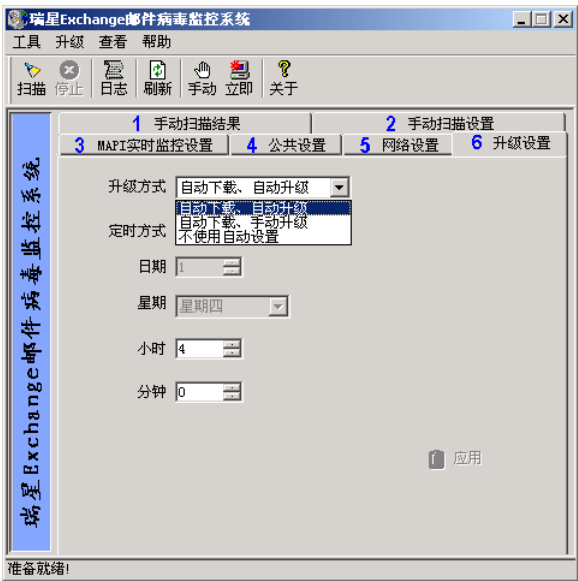 瑞星Exchange邮件病毒监控系统
工具 升级 查看 帮助
扫描 停止 日志 刷新 手动 立即 关于
1 手动扫描结果 2 手动扫描设置
3 MAPI实时监控设置 4 公共设置 5 网络设置 6 升级设置
瑞星Exchange邮件病毒监控系统
升级方式 自动下载、自动升级
自动下载、自动升级
自动下载、手动升级
定时方式
不使用自动设置
日期 1
星期 星期四
小时 4
分钟 0
应用
准备就绪!